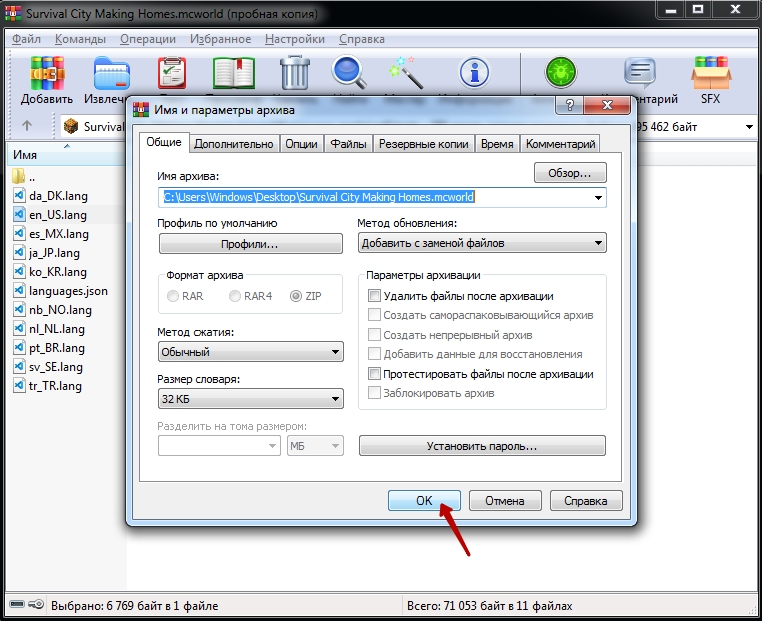 Survival City Making Homes.mcworld (пробная копия)
Файл Команды Операции Избранное Настройки Справка
Добавить Извлеч нтарий SFX
Survival 95 462 байт
Имя
..
da_DK.lang
en_US.lang
es_MX.lang
ja_JP.lang
ko_KR.lang
languages.json
nb_NO.lang
nl_NL.lang
pt_BR.lang
sv_SE.lang
tr_TR.lang
Имя и параметры архива
Общие Дополнительно Опции Файлы Резервные копии Время Комментарий
Имя архива:
Обзор...
C:\Users\Windows\Desktop\Survival City Making Homes.mcworld
Профиль по умолчанию
Профили...
Метод обновления:
Добавить с заменой файлов
Формат архива
RAR RAR4 ZIP
Метод сжатия:
Обычный
Размер словаря:
32 КБ
Разделить на тома размером:
МБ
Параметры архивации
Удалить файлы после архивации
Создать самораспаковывающийся архив
Создать непрерывный архив
Добавить данные для восстановления
Протестировать файлы после архивации
Заблокировать архив
Установить пароль...
OK Отмена Справка
Выбрано: 6 769 байт в 1 файле
Всего: 71 053 байт в 11 файлах